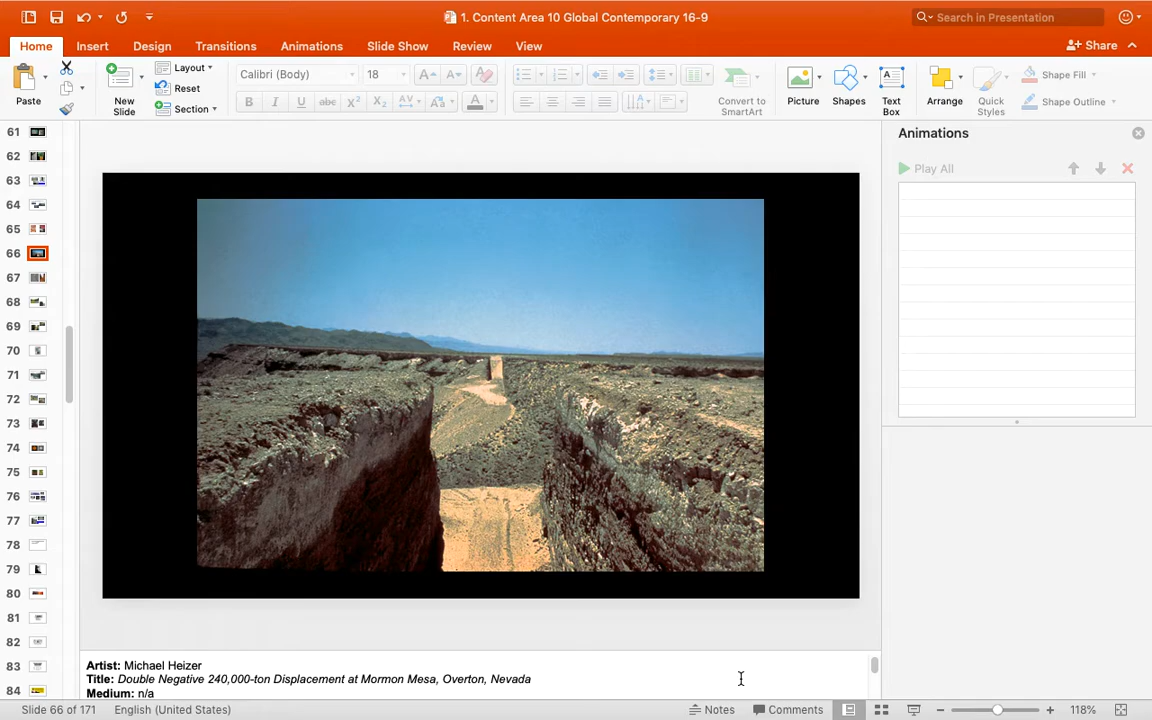 1. Content Area 10 Global Contemporary 16-9
Search in Presentation
Home Insert Design Transitions Animations Slide Show Review View
Share
Paste
New
Slide
Layout
Reset
Section
Calibri (Body) 18
A A
B I U abc X² X₂ AV Aa A
Convert to
SmartArt
Picture
Shapes
Text
Box
Arrange
Quick
Styles
Shape Fill
Shape Outline
61
62
63
64
65
66
67
68
69
70
71
72
73
74
75
76
77
78
79
80
81
82
83
84
Animations
Play All
Artist: Michael Heizer
Title: Double Negative 240,000-ton Displacement at Mormon Mesa, Overton, Nevada
Medium: n/a
Slide 66 of 171 English (United States) Notes Comments 118%